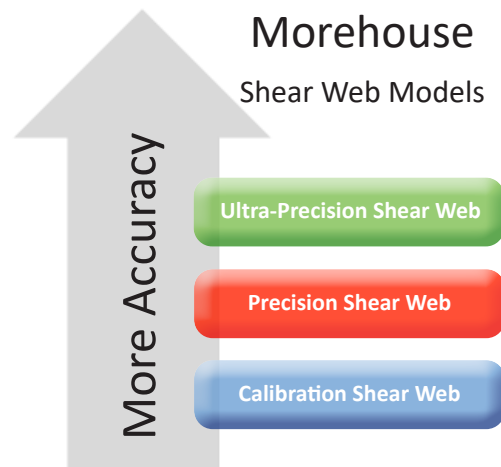 Morehouse
Shear Web Models
More Accuracy
Ultra-Precision Shear Web
Precision Shear Web
Calibration Shear Web